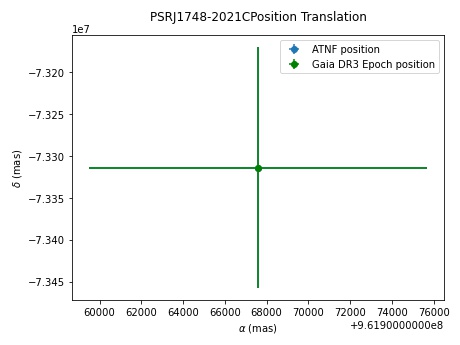 PSRJ1748-2021CPosition Translation
1e7
ATNF position
Gaia DR3 Epoch position
−7.320
−7.325
−7.330
−7.335
−7.340
−7.345
δ (mas)
60000 62000 64000 66000 68000 70000 72000 74000 76000
α (mas)
+9.6190000000e8